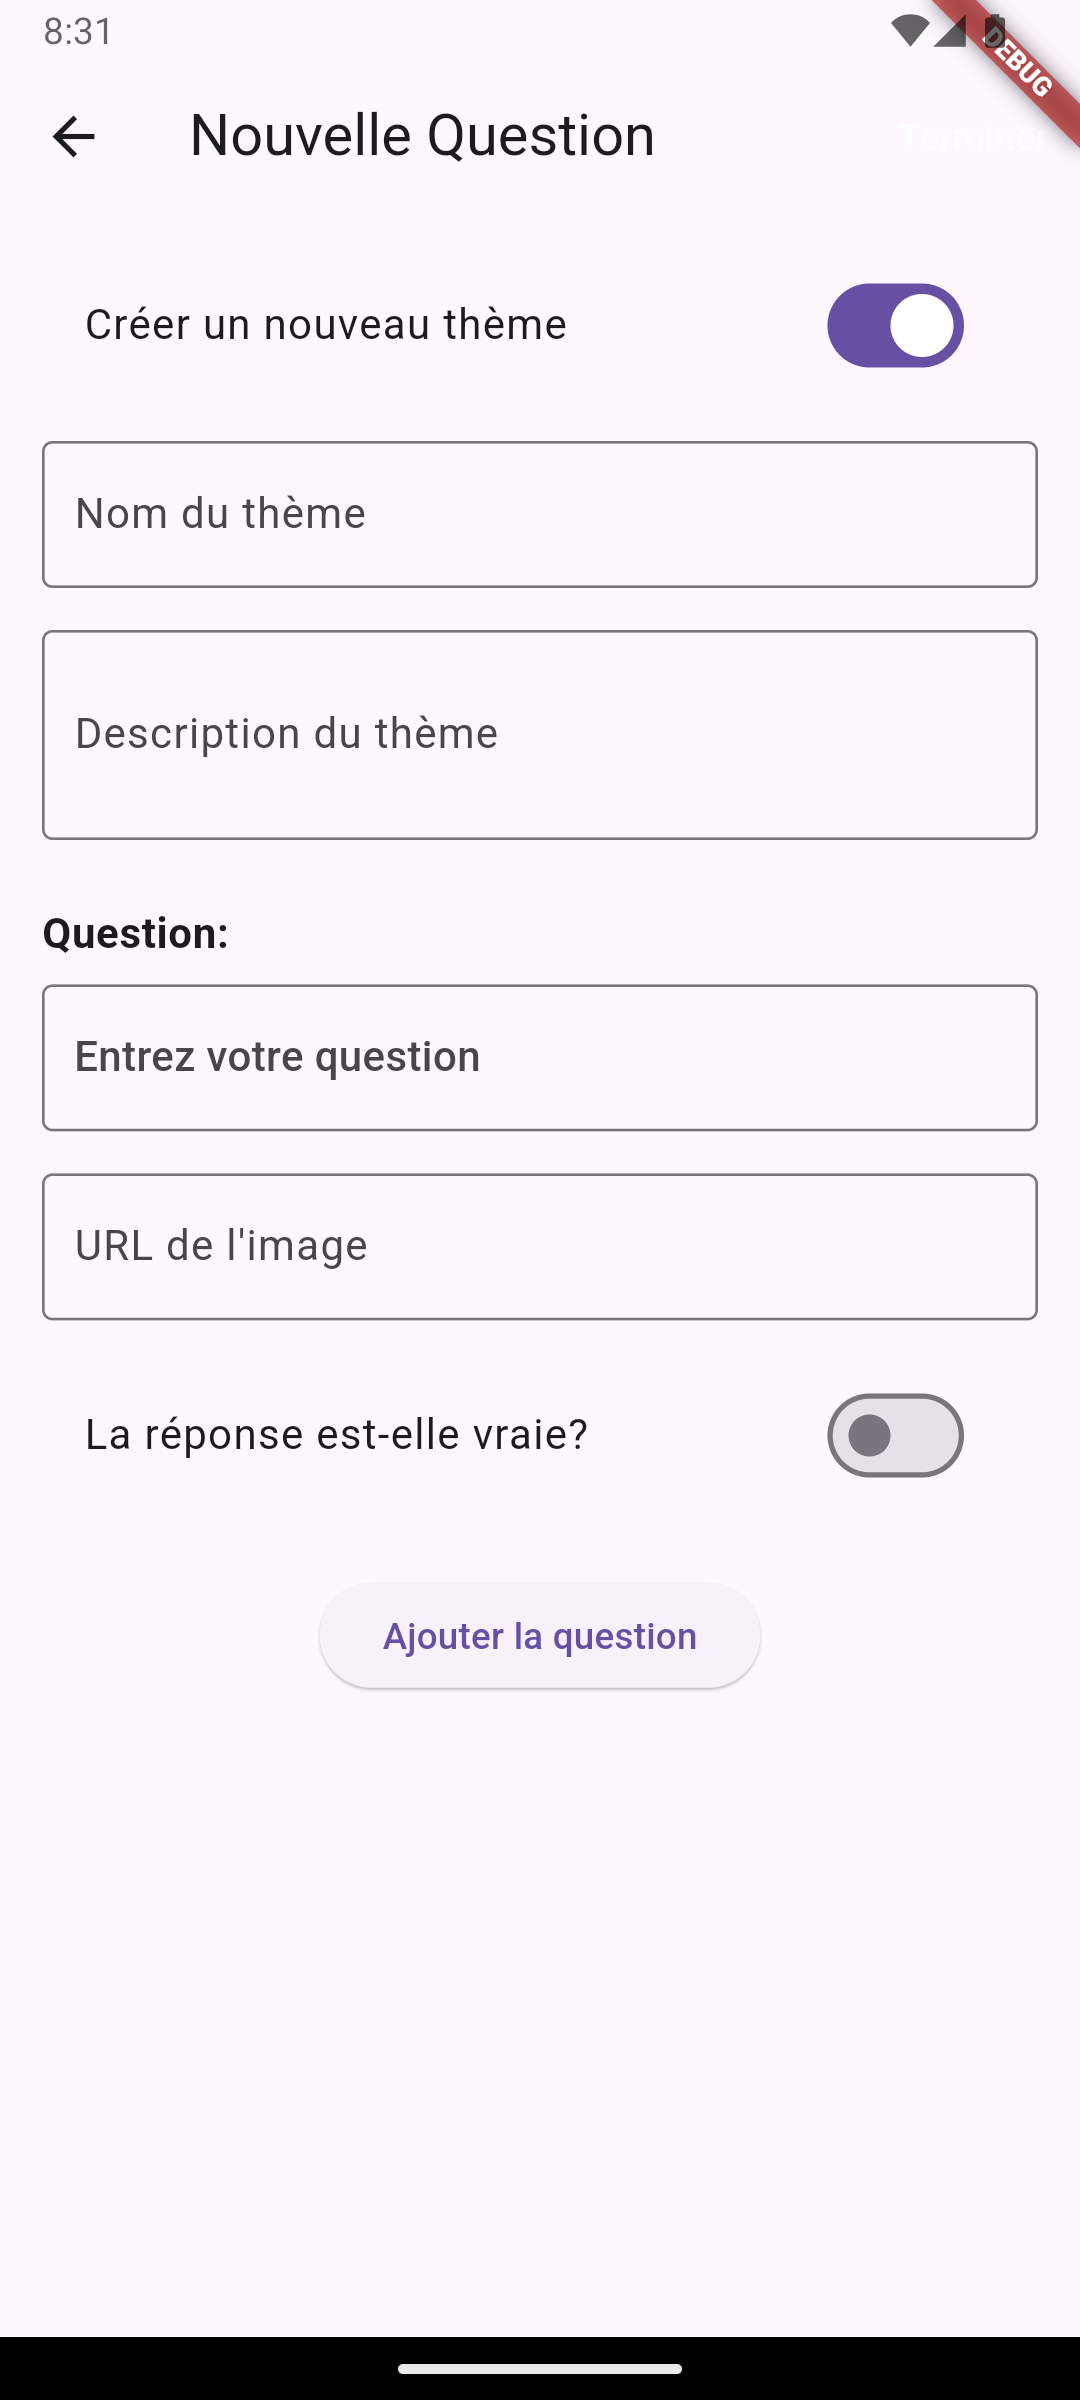 8:31
DEBUG
Nouvelle Question
Terminer
Créer un nouveau thème
Nom du thème
Description du thème
Question:
Entrez votre question
URL de l'image
La réponse est-elle vraie?
Ajouter la question